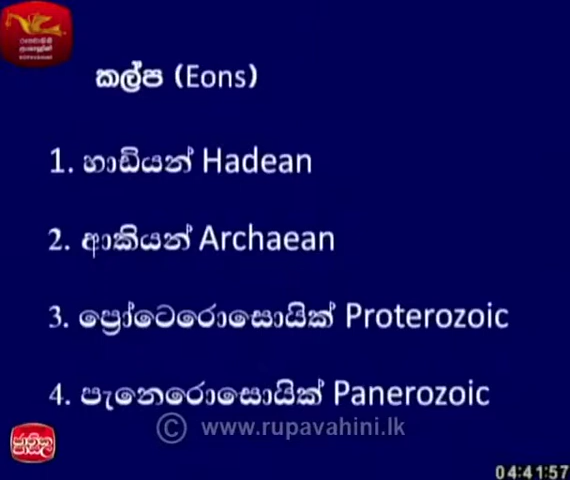 කල්ප (Eons)
1. හාඩියන් Hadean
2. ආකියන් Archaean
3. ප්‍රෝටෙරොසොයික් Proterozoic
4. පැනෙරොසොයික් Panerozoic
© www.rupavahini.lk
ජාතික
පාසල
04:41:57